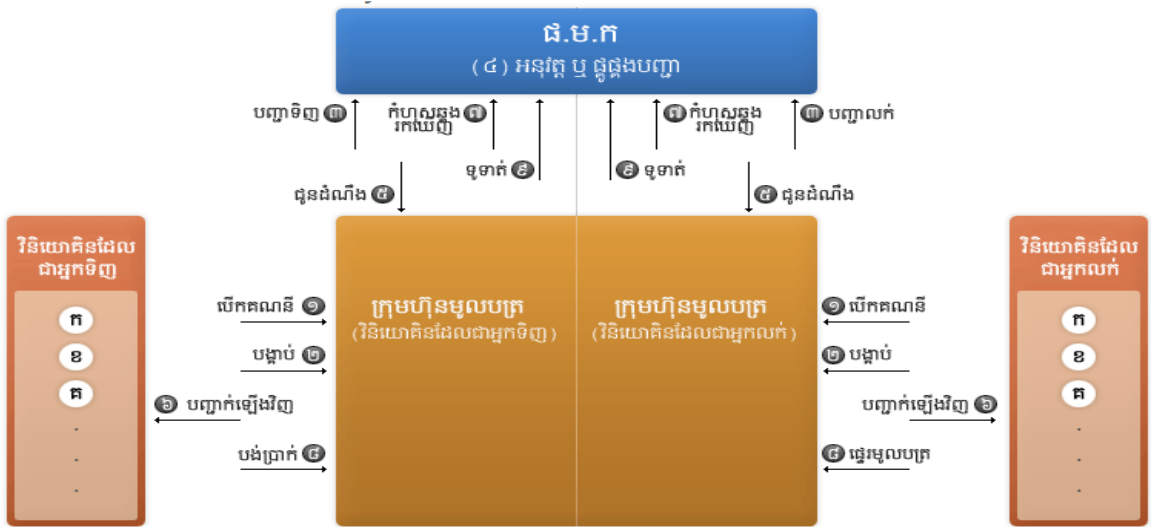 ផ.ម.ក
(៤) អនុវត្ត ឬ ផ្គូផ្គងបញ្ជា
បញ្ជាទិញ ៣
កំហុសឆ្គង ៧
រកឃើញ
៧ កំហុសឆ្គង
រកឃើញ
៣ បញ្ជាលក់
ទូទាត់ ៩
៩ ទូទាត់
ជូនដំណឹង ៥
៥ ជូនដំណឹង
វិនិយោគិនដែល
ជាអ្នកទិញ
ក
ខ
គ
បើកគណនី ១
បង្គាប់ ២
៦ បញ្ជាក់ឡើងវិញ
បង់ប្រាក់ ៨
ក្រុមហ៊ុនមូលបត្រ
(វិនិយោគិនដែលជាអ្នកទិញ)
ក្រុមហ៊ុនមូលបត្រ
(វិនិយោគិនដែលជាអ្នកលក់)
១ បើកគណនី
២ បង្គាប់
បញ្ជាក់ឡើងវិញ ៦
៨ ផ្ទេរមូលបត្រ
វិនិយោគិនដែល
ជាអ្នកលក់
ក
ខ
គ